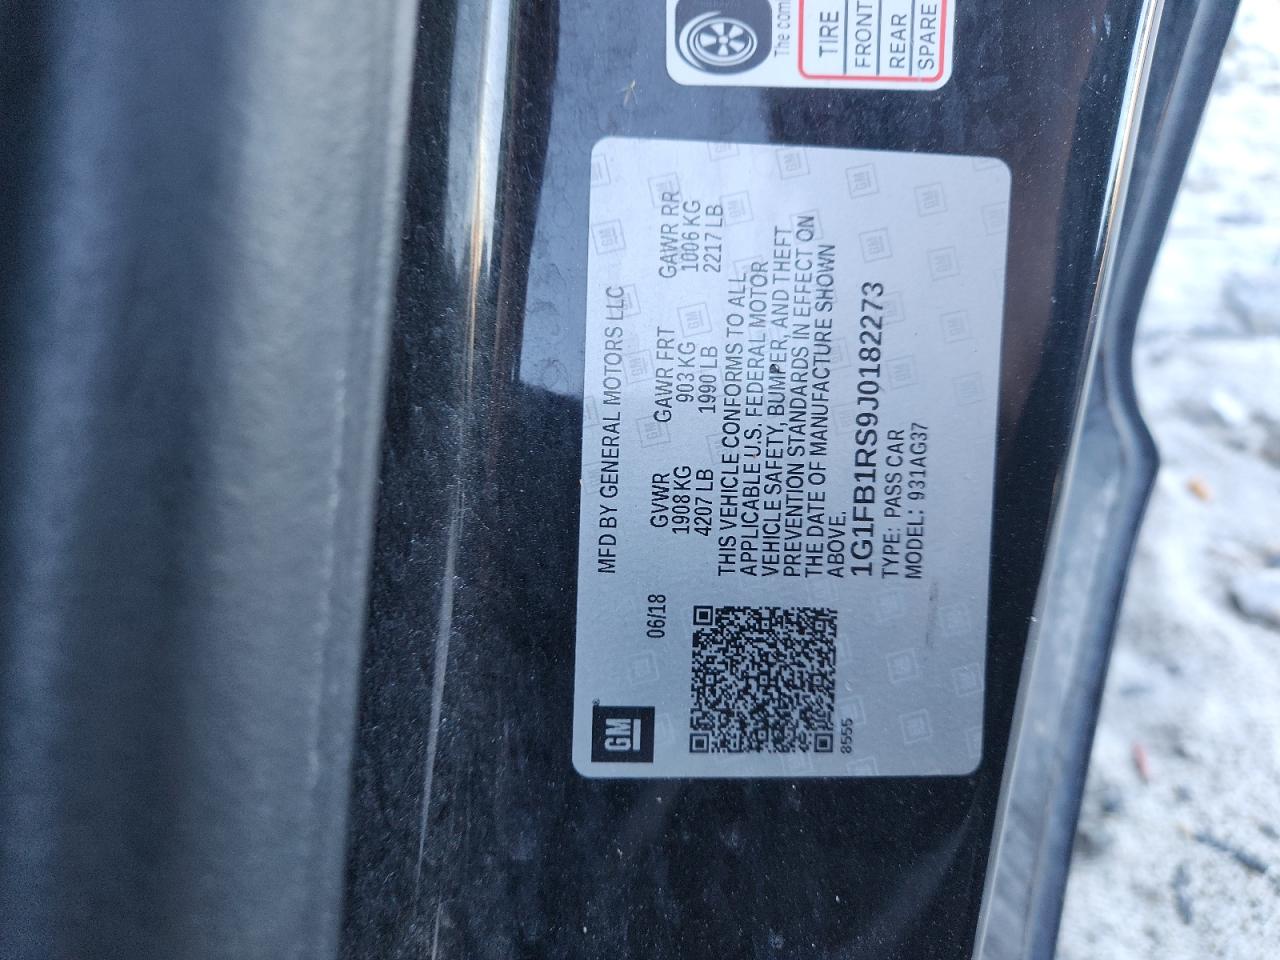 MFD BY GENERAL MOTORS LLC
06/18 GVWR GAWR FRT GAWR RR
1908 KG 903 KG 1006 KG
4207 LB 1990 LB 2217 LB
THIS VEHICLE CONFORMS TO ALL
APPLICABLE U.S. FEDERAL MOTOR
VEHICLE SAFETY, BUMPER, AND THEFT
PREVENTION STANDARDS IN EFFECT ON
THE DATE OF MANUFACTURE SHOWN
ABOVE.
1G1FB1RS9J0182273
TYPE: PASS CAR
MODEL: 931AG37
GM
8555
The
TIRE
FRONT
REAR
SPARE